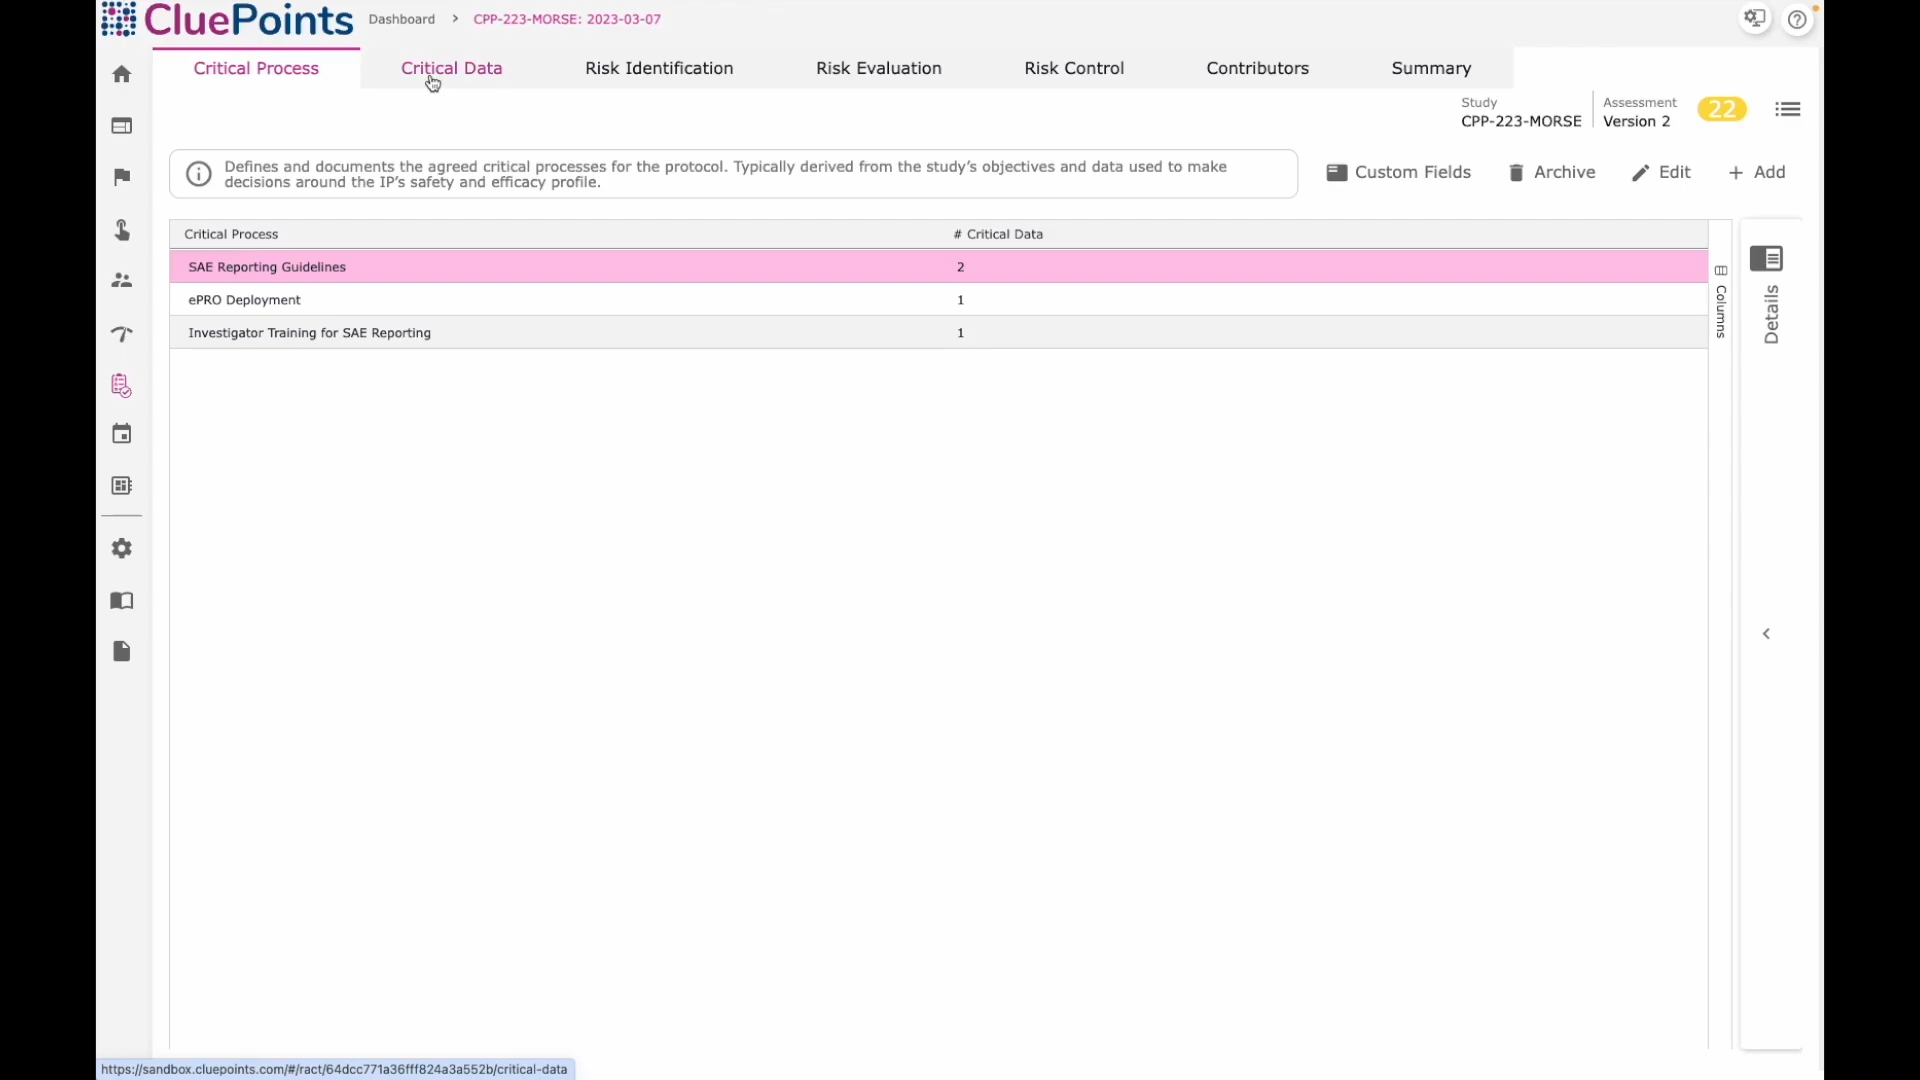 CluePoints
Dashboard > CPP-223-MORSE: 2023-03-07
Critical Process
Critical Data
Risk Identification
Risk Evaluation
Risk Control
Contributors
Summary
Study
CPP-223-MORSE
Assessment
Version 2
22
Defines and documents the agreed critical processes for the protocol. Typically derived from the study’s objectives and data used to make
decisions around the IP’s safety and efficacy profile.
Custom Fields
Archive
Edit
+ Add
Critical Process # Critical Data
SAE Reporting Guidelines 2
ePRO Deployment 1
Investigator Training for SAE Reporting 1
Columns
Details
https://sandbox.cluepoints.com/#/ract/64dcc771a36fff824a3a552b/critical-data